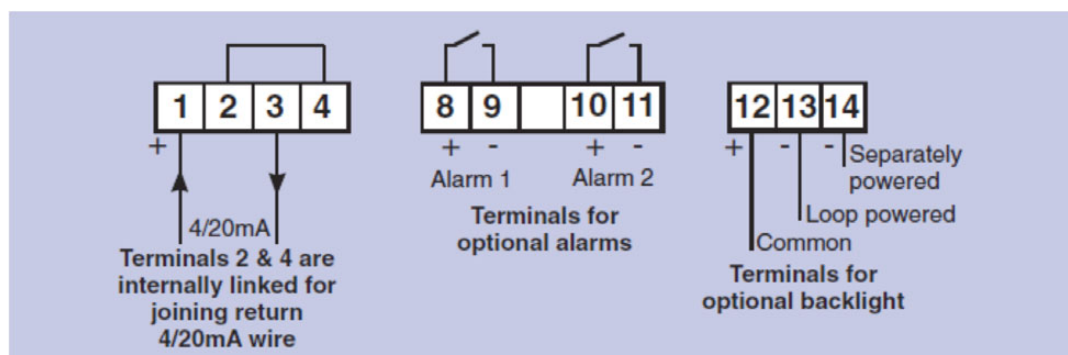 1 2 3 4
+
4/20mA
Terminals 2 & 4 are
internally linked for
joining return
4/20mA wire
8 9 10 11
+ - + -
Alarm 1 Alarm 2
Terminals for
optional alarms
12 13 14
+ - -
Separately
powered
Loop powered
Common
Terminals for
optional backlight